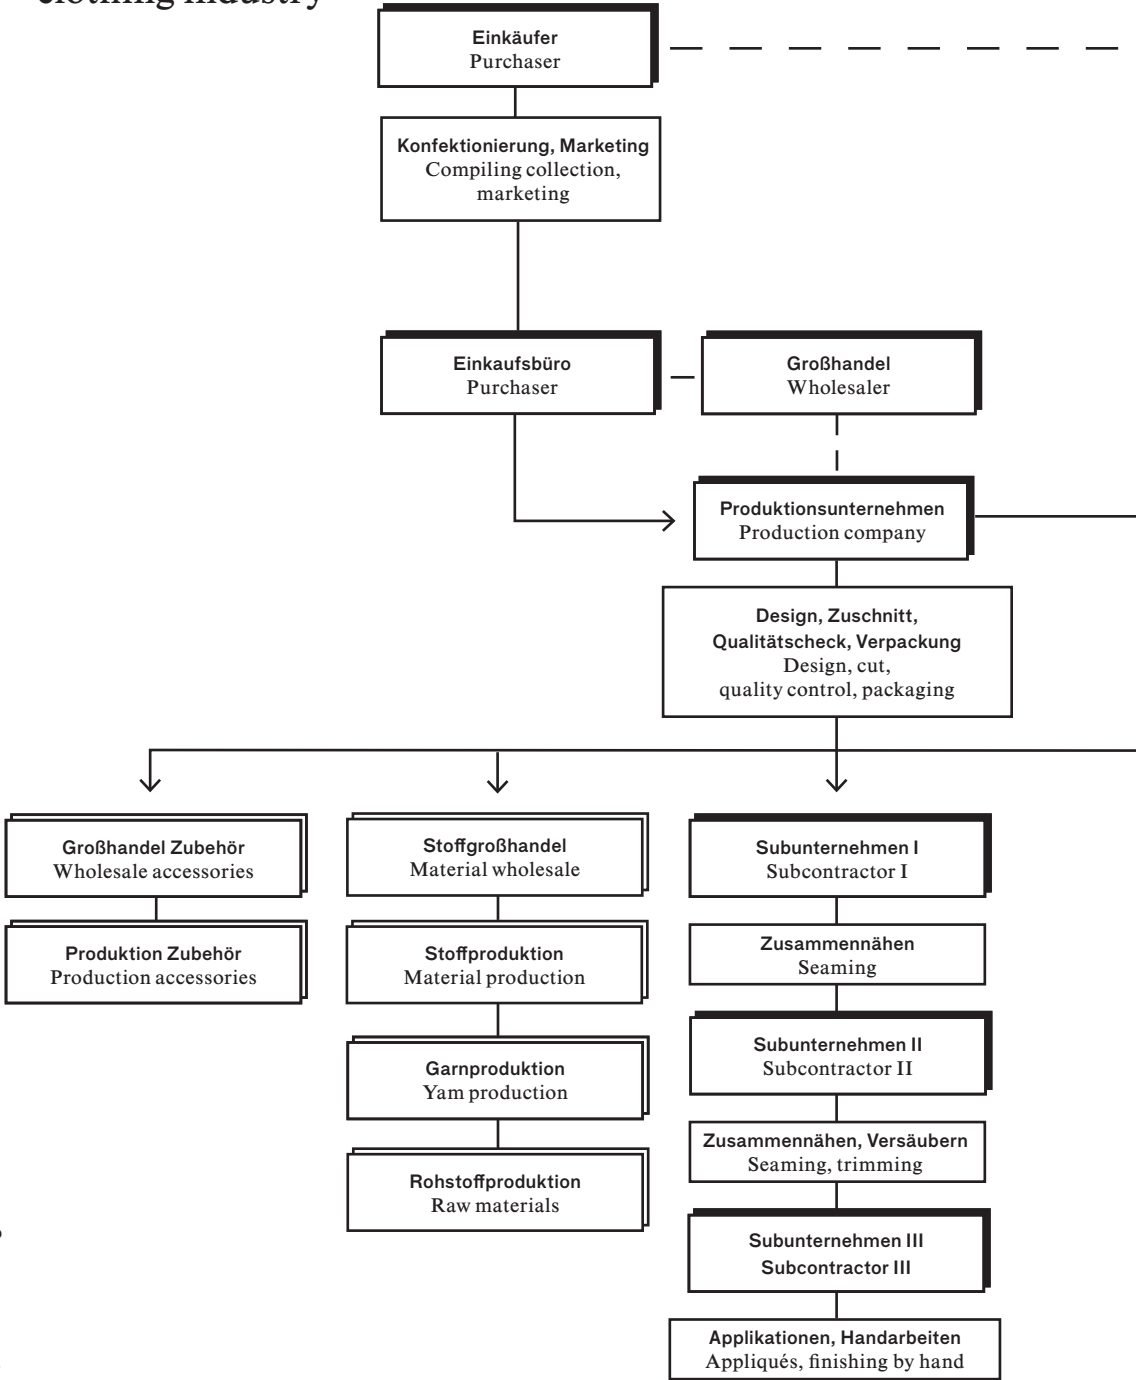 clothing industry
Einkäufer
Purchaser
Konfektionierung, Marketing
Compiling collection,
marketing
Einkaufsbüro
Purchaser
Großhandel
Wholesaler
Produktionsunternehmen
Production company
Design, Zuschnitt,
Qualitätscheck, Verpackung
Design, cut,
quality control, packaging
Großhandel Zubehör
Wholesale accessories
Produktion Zubehör
Production accessories
Stoffgroßhandel
Material wholesale
Stoffproduktion
Material production
Garnproduktion
Yam production
Rohstoffproduktion
Raw materials
Subunternehmen I
Subcontractor I
Zusammennähen
Seaming
Subunternehmen II
Subcontractor II
Zusammennähen, Versäubern
Seaming, trimming
Subunternehmen III
Subcontractor III
Applikationen, Handarbeiten
Appliqués, finishing by hand